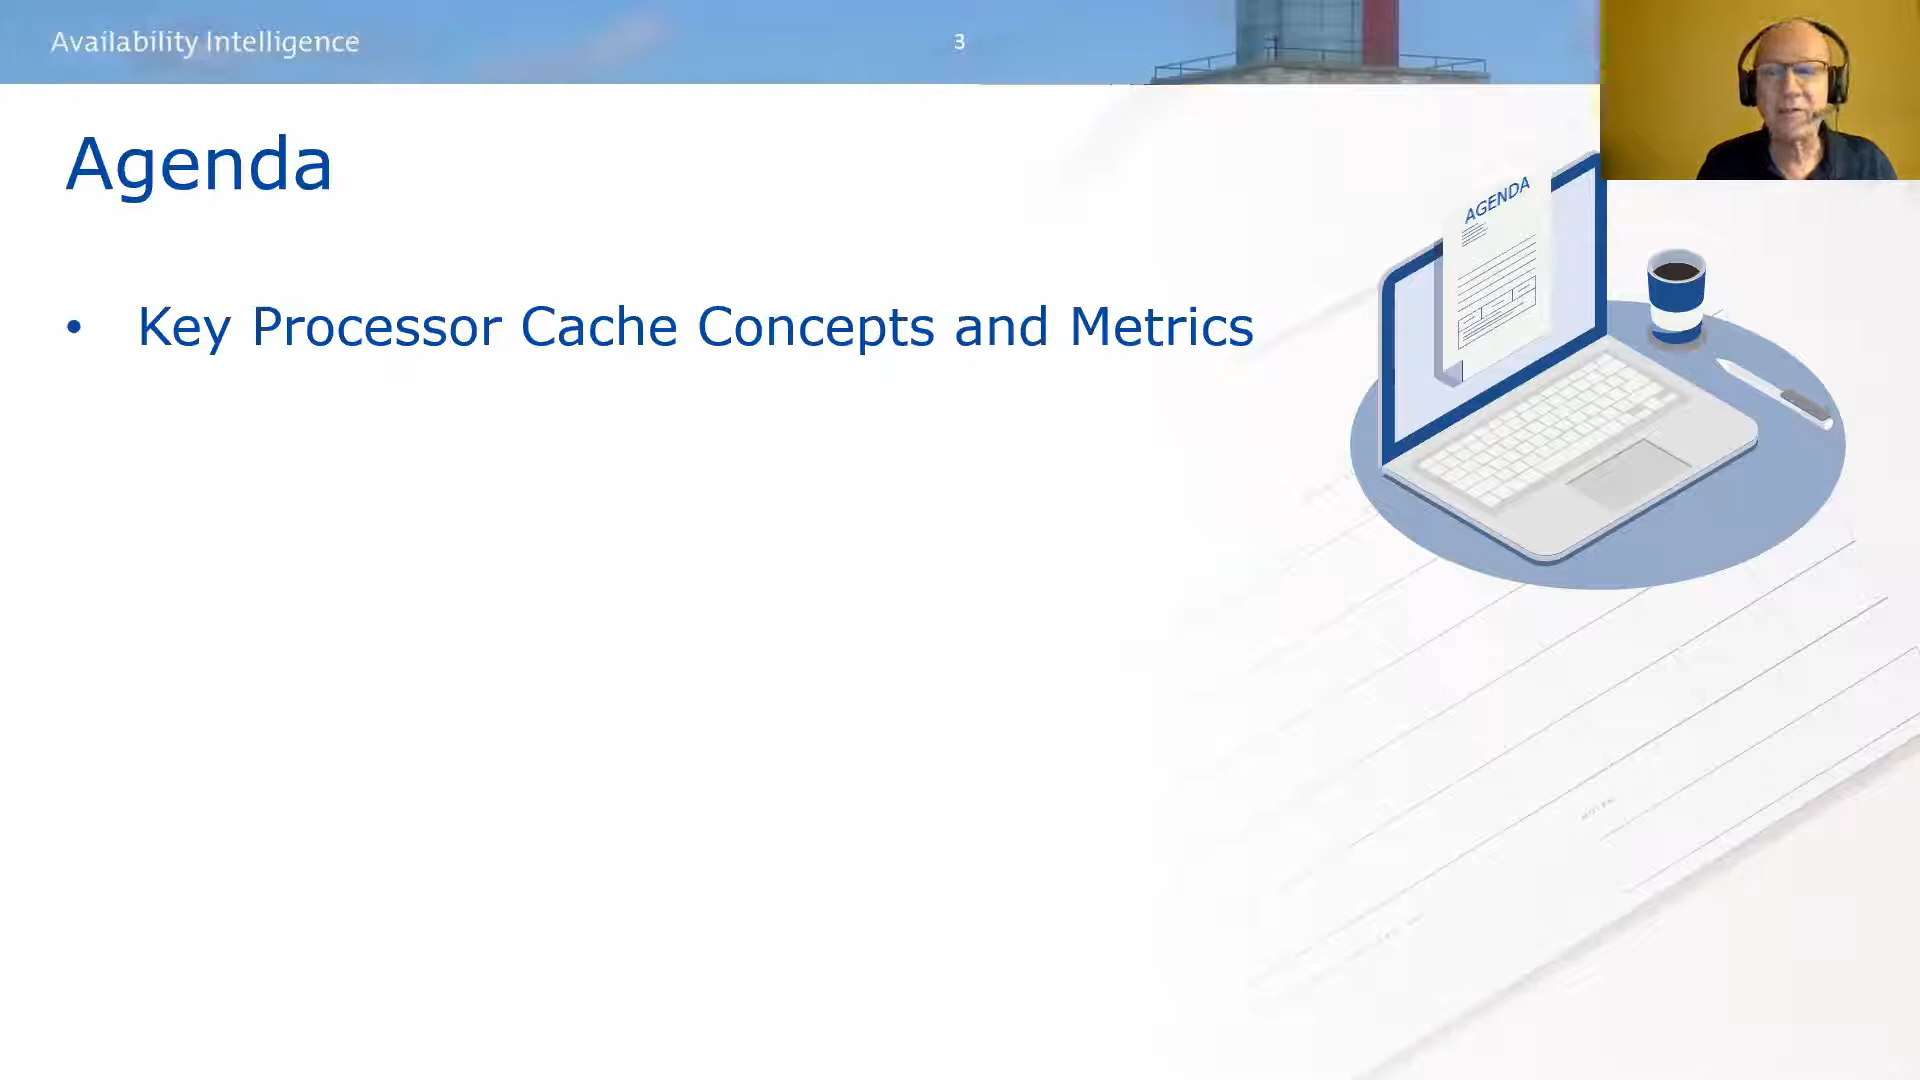 Availability Intelligence
3
Agenda
AGENDA
• Key Processor Cache Concepts and Metrics